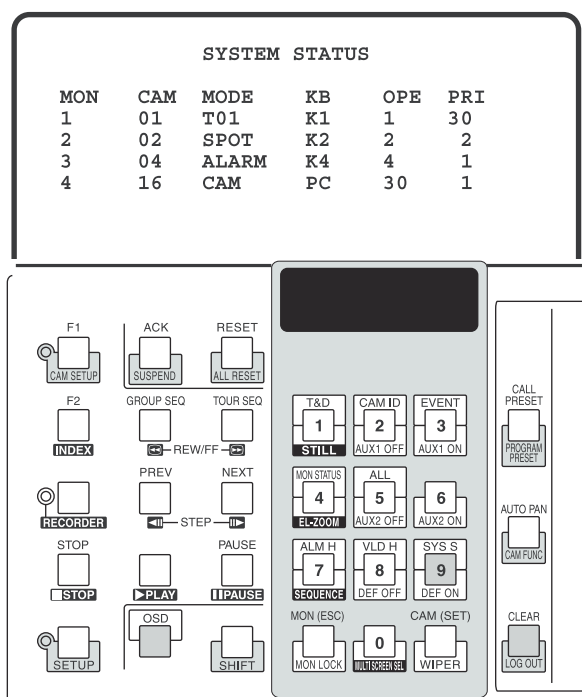 SYSTEM STATUS
MON CAM MODE KB OPE PRI
1 01 T01 K1 1 30
2 02 SPOT K2 2 2
3 04 ALARM K4 4 1
4 16 CAM PC 30 1
F1 ACK RESET
CAM SETUP SUSPEND ALL RESET
F2 GROUP SEQ TOUR SEQ
INDEX REW/FF
PREV NEXT
RECORDER STEP
STOP PAUSE
STOP PLAY PAUSE
OSD
SETUP SHIFT
T&D CAM ID EVENT
1 2 3
STILL AUX1 OFF AUX1 ON
MON STATUS ALL
4 5 6
EL-ZOOM AUX2 OFF AUX2 ON
ALM H VLD H SYS S
7 8 9
SEQUENCE DEF OFF DEF ON
MON (ESC) CAM (SET)
0
MON LOCK MULTI SCREEN SEL WIPER
CALL
PRESET
PROGRAM
PRESET
AUTO PAN
CAM FUNC
CLEAR
LOG OUT